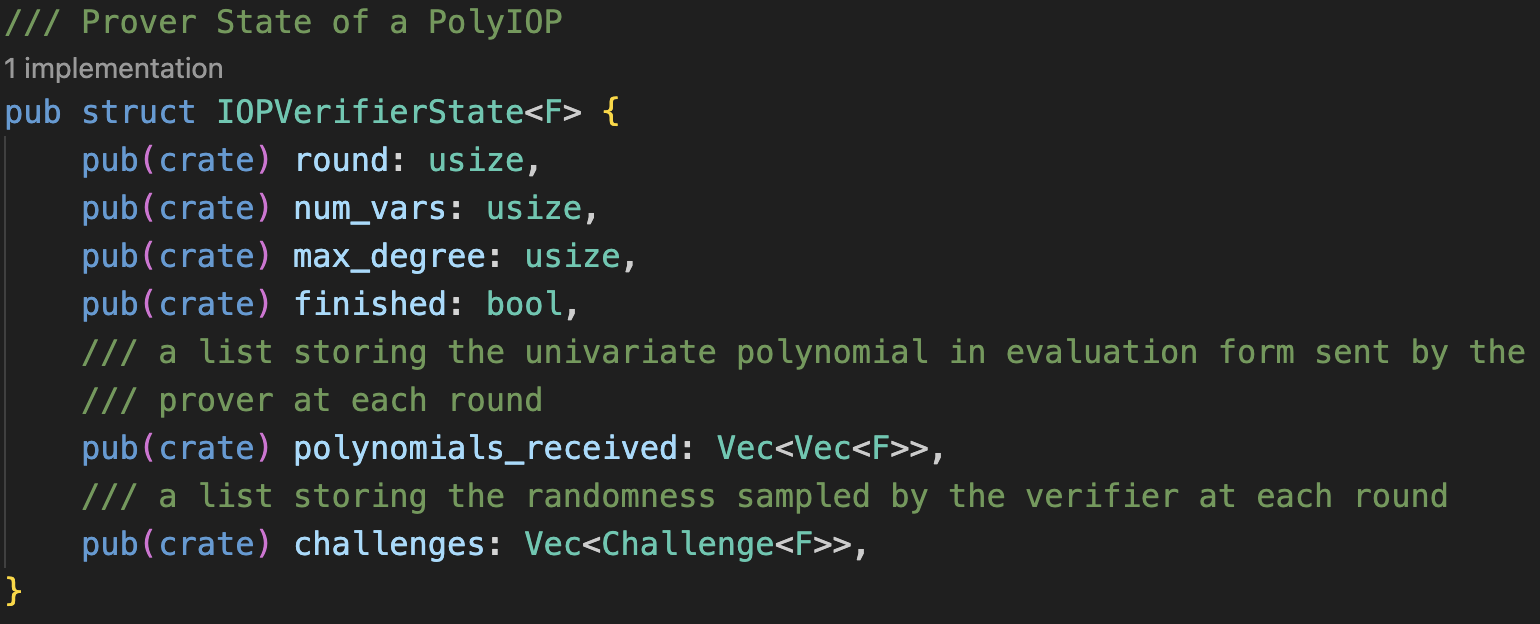 /// Prover State of a PolyIOP
1 implementation
pub struct IOPVerifierState<F> {
    pub(crate) round: usize,
    pub(crate) num_vars: usize,
    pub(crate) max_degree: usize,
    pub(crate) finished: bool,
    /// a list storing the univariate polynomial in evaluation form sent by the
    /// prover at each round
    pub(crate) polynomials_received: Vec<Vec<F>>,
    /// a list storing the randomness sampled by the verifier at each round
    pub(crate) challenges: Vec<Challenge<F>>,
}